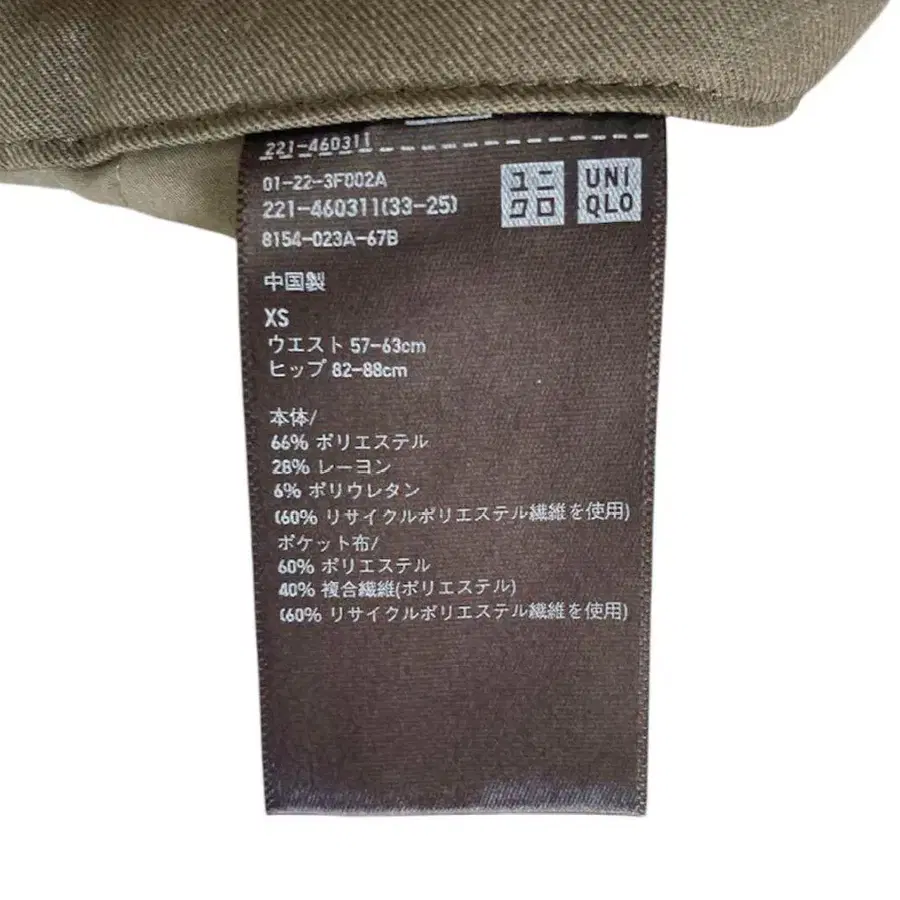 221-460311
01-22-3F002A
221-460311(33-25)
8154-023A-67B
ユニ
クロ
UNI
QLO
中国製
XS
ウエスト 57-63cm
ヒップ 82-88cm
本体/
66% ポリエステル
28% レーヨン
6% ポリウレタン
(60% リサイクルポリエステル繊維を使用)
ポケット布/
60% ポリエステル
40% 複合繊維(ポリエステル)
(60% リサイクルポリエステル繊維を使用)